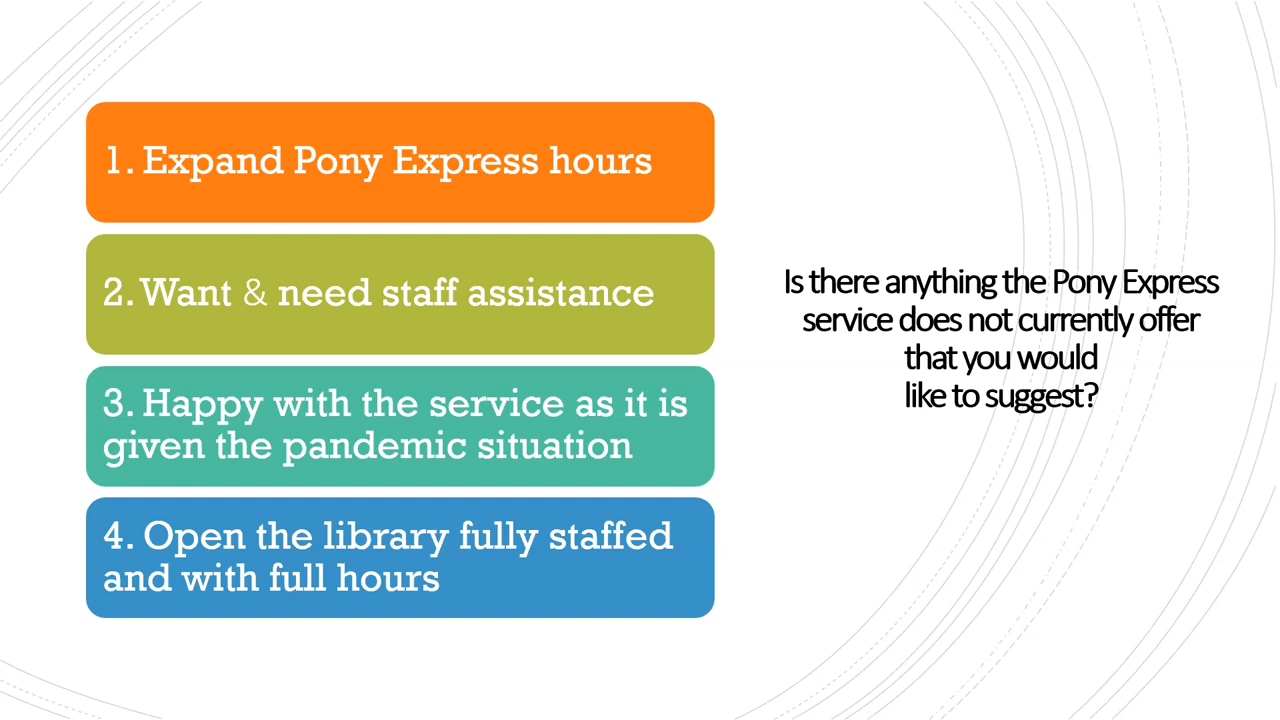 1. Expand Pony Express hours
2. Want & need staff assistance
3. Happy with the service as it is
given the pandemic situation
4. Open the library fully staffed
and with full hours
Is there anything the Pony Express
service does not currently offer
that you would
like to suggest?